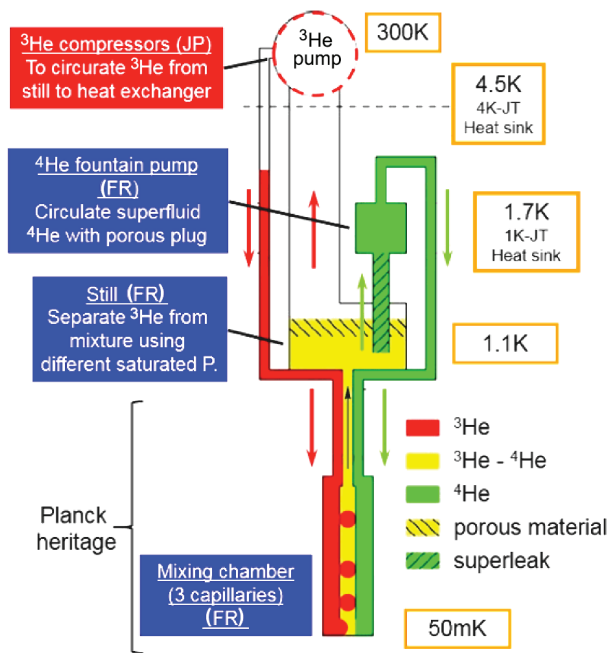 ³He compressors (JP)
To circurate ³He from
still to heat exchanger
³He
pump
300K
4.5K
4K-JT
Heat sink
⁴He fountain pump
(FR)
Circulate superfluid
⁴He with porous plug
1.7K
1K-JT
Heat sink
Still (FR)
Separate ³He from
mixture using
different saturated P.
1.1K
³He
³He - ⁴He
⁴He
porous material
superleak
Planck
heritage
Mixing chamber
(3 capillaries)
(FR)
50mK